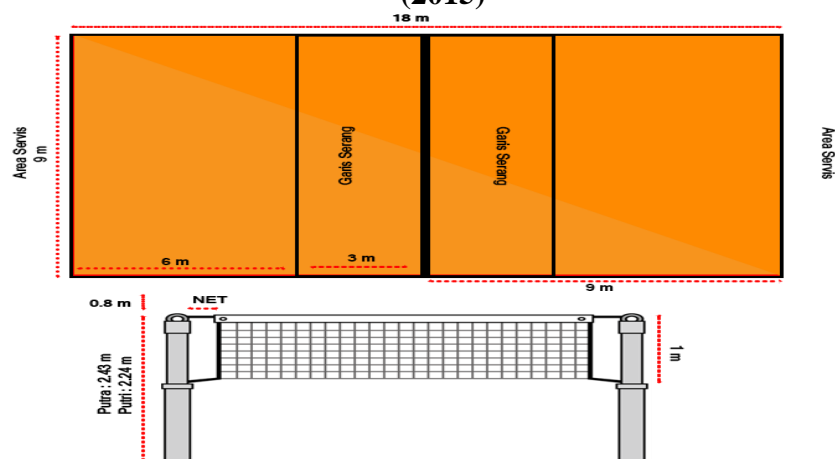 (2015)
18 m
Area Servis
9 m
Garis Serang
Garis Serang
Area Servis
6 m
3 m
9 m
0.8 m
NET
1 m
Putra : 2.43 m
Putri : 2.24 m